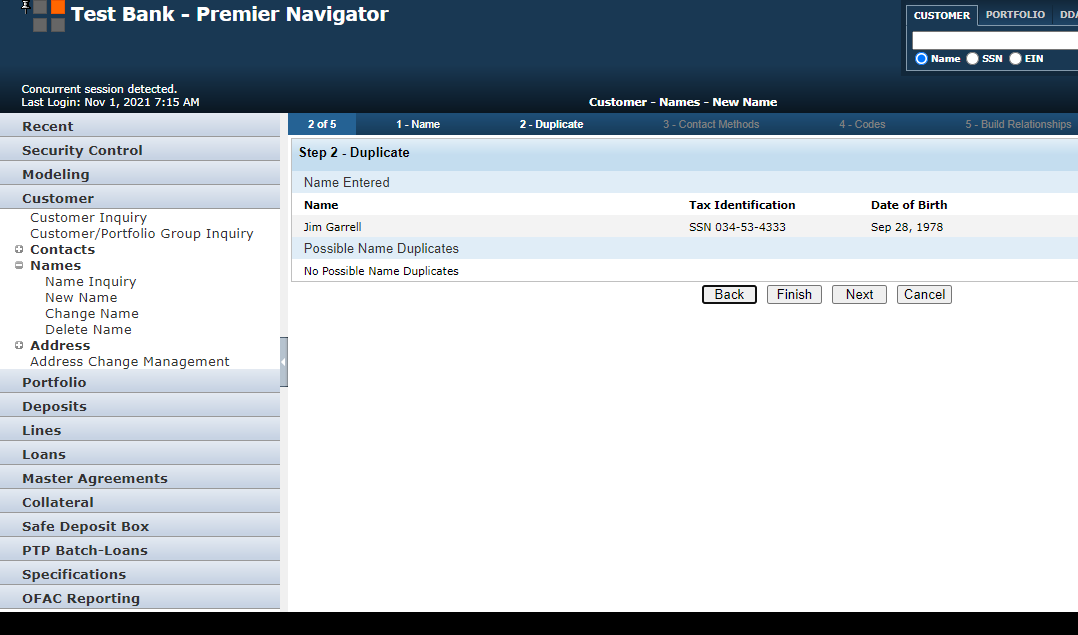 Test Bank - Premier Navigator
CUSTOMER PORTFOLIO
Name SSN EIN
Concurrent session detected.
Last Login: Nov 1, 2021 7:15 AM
Customer - Names - New Name
Recent
Security Control
Modeling
Customer
Customer Inquiry
Customer/Portfolio Group Inquiry
Contacts
Names
Name Inquiry
New Name
Change Name
Delete Name
Address
Address Change Management
Portfolio
Deposits
Lines
Loans
Master Agreements
Collateral
Safe Deposit Box
PTP Batch-Loans
Specifications
OFAC Reporting
2 of 5 1 - Name 2 - Duplicate 3 - Contact Methods 4 - Codes 5 - Build Relationships
Step 2 - Duplicate
Name Entered
Name Tax Identification Date of Birth
Jim Garrell SSN 034-53-4333 Sep 28, 1978
Possible Name Duplicates
No Possible Name Duplicates
Back Finish Next Cancel